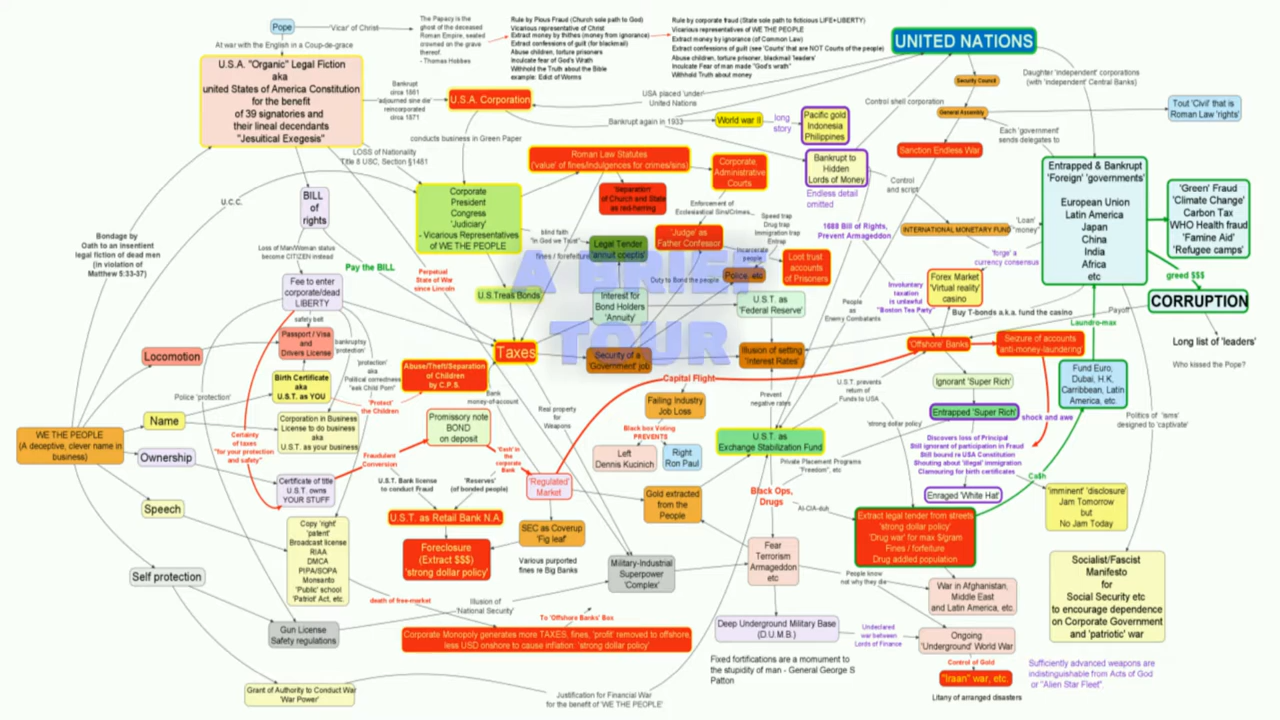 Pope
'Vicar' of Christ
The Papacy is the
ghost of the deceased
Roman Empire, seated
crowned on the grave
thereof.
- Thomas Hobbes
Rule by Pious Fraud (Church sole path to God)
Vicarious representative of Christ
Extract money by thithes (money from ignorance)
Extract confessions of guilt (for blackmail)
Abuse children, torture prisoners
Inculcate fear of God's Wrath
Withhold the Truth about the Bible
example: Edict of Worms
Rule by corporate fraud (State sole path to ficticious LIFE+LIBERTY)
Vicarious representatives of WE THE PEOPLE
Extract money by ignorance (of Common Law)
Extract confessions of guilt (see 'Courts' that are NOT Courts of the people)
Abuse children, torture prisoner, blackmail 'leaders'
Inculcate Fear of man made "God's wrath"
Withhold Truth about money
UNITED NATIONS
At war with the English in a Coup-de-grace
U.S.A. "Organic" Legal Fiction
aka
united States of America Constitution
for the benefit
of 39 signatories and
their lineal decendants
"Jesuitical Exegesis"
Bankrupt
circa 1861
'adjourned sine die'
reincorporated
circa 1871
U.S.A. Corporation
USA placed 'under'
United Nations
Security Council
General Assembly
Daughter 'independent' corporations
(with 'independent' Central Banks)
Control shell corporation
Tout 'Civil' that is
Roman Law 'rights'
Each 'government'
sends delegates to
Sanction Endless War
Bankrupt again in 1933
World war II
long
story
Pacific gold
Indonesia
Philippines
conducts business in Green Paper
LOSS of Nationality
Title 8 USC, Section §1481
Roman Law Statutes
('value' of fines/indulgences for crimes/sins)
Corporate,
Administrative
Courts
Bankrupt to
Hidden
Lords of Money
Endless detail
omitted
Control
and script
Entrapped & Bankrupt
'Foreign' 'governments'
European Union
Latin America
Japan
China
India
Africa
etc
'Green' Fraud
'Climate Change'
Carbon Tax
WHO Health fraud
'Famine Aid'
'Refugee camps'
greed $$$
CORRUPTION
Long list of 'leaders'
Who kissed the Pope?
U.C.C.
BILL
of
rights
Corporate
President
Congress
'Judiciary'
- Vicarious Representatives
of WE THE PEOPLE
'Separation'
of Church and State
as red-herring
Enforcement of
Ecclesiastical Sins/Crimes
'Judge' as
Father Confessor
Speed trap
Drug trap
Immigration trap
Entrap
1688 Bill of Rights,
Prevent Armageddon
INTERNATIONAL MONETARY FUND
'Loan'
'money'
'forge' a
currency consensus
Bondage by
Oath to an insentient
legal fiction of dead men
(in violation of
Matthew 5:33-37)
Loss of Man/Woman status
become CITIZEN instead
Pay the BILL
Perpetual
State of War
since Lincoln
blind faith
"In God we Trust"
fines / forfeiture
Legal Tender
'annuit coeptis'
Incarcerate
people
Duty to Bond the people
Police, etc
Loot trust
accounts
of Prisoners
Fee to enter
corporate/dead
LIBERTY
U.S Treas Bonds
Interest for
Bond Holders
'Annuity'
U.S.T. as
'Federal Reserve'
People
as
Enemy Combatants
Involuntary
taxation
is unlawful
"Boston Tea Party"
Forex Market
'Virtual reality'
casino
Buy T-bonds a.k.a. fund the casino
Payoff
Laundro-max
A BRIEF
TOUR
safety belt
bankruptcy
protection
Locomotion
Passport / Visa
and
Drivers License
Taxes
Security of a
'Government' job
Illusion of setting
'Interest Rates'
'Offshore' Banks
Seizure of accounts
'anti-money-laundering'
'protection'
aka
Political correctness
"eek Child Porn"
Abuse/Theft/Separation
of Children
by C.P.S.
Capital Flight
Ignorant 'Super Rich'
Fund Euro,
Dubai, H.K.
Carribbean, Latin
America, etc.
Police 'protection'
Birth Certificate
aka
U.S.T. as YOU
'Protect'
the Children
Bank
money-of-account
Real property
for
Weapons
Failing Industry
Job Loss
Prevent
negative rates
U.S.T. prevents
return of
Funds to USA
Entrapped 'Super Rich'
shock and awe
Politics of 'isms'
designed to 'captivate'
Name
Corporation in Business
License to do business
aka
U.S.T. as your business
Promissory note
BOND
on deposit
Black box Voting
PREVENTS
Left
Dennis Kucinich
Right
Ron Paul
U.S.T. as
Exchange Stabilization Fund
'strong dollar policy'
Discovers loss of Principal
Still ignorant of participation in Fraud
Still bound re USA Constitution
Shouting about 'illegal' immigration
Clamouring for birth certificates
WE THE PEOPLE
(A deceptive, clever name in
business)
Certainty
of taxes
"for your protection
and safety"
Ownership
Fraudulent
Conversion
'Cash' in
the
corporate
Bank
Private Placement Programs
"Freedom", etc
Cash
Certificate of title
U.S.T. owns
YOUR STUFF
U.S.T. Bank license
to conduct Fraud
'Reserves'
(of bonded people)
'Regulated'
Market
Gold extracted
from the
People
Black Ops,
Drugs
Al-CIA-duh
Enraged 'White Hat'
'imminent' 'disclosure'
Jam Tomorrow
but
No Jam Today
Speech
U.S.T. as Retail Bank N.A.
SEC as Coverup
'Fig leaf'
Extract legal tender from streets
'strong dollar policy'
'Drug war' for max $/gram
Fines / forfeiture
Drug addled population
Copy 'right'
'patent'
Broadcast license
RIAA
DMCA
PIPA/SOPA
Monsanto
'Public' school
'Patriot' Act, etc.
Foreclosure
(Extract $$$)
'strong dollar policy'
Various purported
fines re Big Banks
Military-Industrial
Superpower
'Complex'
Fear
Terrorism
Armageddon
etc
People know
not why they die
War in Afghanistan,
Middle East
and Latin America, etc.
Socialist/Fascist
Manifesto
for
Social Security etc
to encourage dependence
on Corporate Government
and 'patriotic' war
Self protection
death of free-market
Illusion of
'National Security'
To 'Offshore Banks' Box
Gun License
Safety regulations
Corporate Monopoly generates more TAXES, fines, 'profit' removed to offshore,
less USD onshore to cause inflation: 'strong dollar policy'
Deep Underground Military Base
(D.U.M.B.)
Undeclared
war between
Lords of Finance
Ongoing
'Underground' World War
Control of Gold
"Iraan" war, etc.
Litany of arranged disasters
Fixed fortifications are a monument to
the stupidity of man - General George S
Patton
Sufficiently advanced weapons are
indistinguishable from Acts of God
or "Alien Star Fleet".
Grant of Authority to Conduct War
'War Power'
Justification for Financial War
for the benefit of 'WE THE PEOPLE'